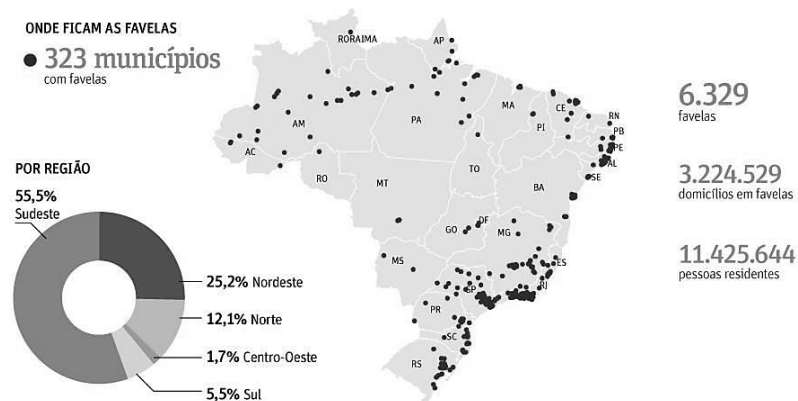 ONDE FICAM AS FAVELAS
323 municípios
com favelas
POR REGIÃO
55,5%
Sudeste
25,2% Nordeste
12,1% Norte
1,7% Centro-Oeste
5,5% Sul
RORAIMA
AP
AM
PA
MA
CE
RN
PB
PE
AL
SE
PI
AC
RO
TO
MT
BA
DF
GO
MG
ES
MS
SP
RJ
PR
SC
RS
6.329
favelas
3.224.529
domicílios em favelas
11.425.644
pessoas residentes